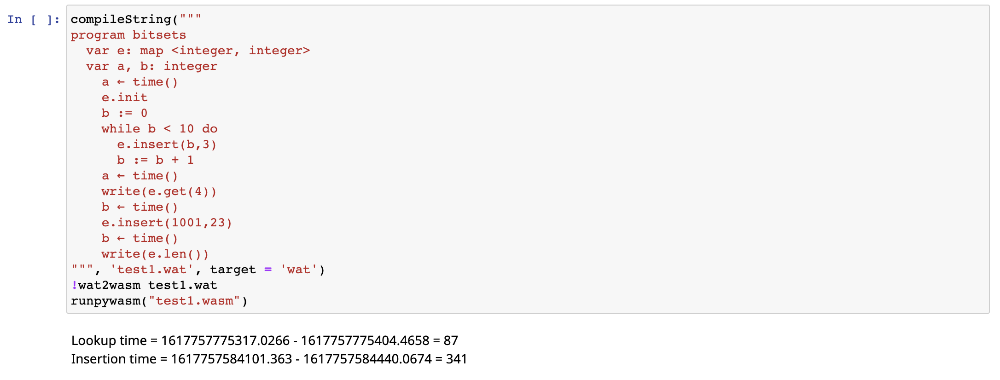 In [ ]: compileString("""
program bitsets
  var e: map <integer, integer>
  var a, b: integer
    a ← time()
    e.init
    b := 0
    while b < 10 do
      e.insert(b,3)
      b := b + 1
    a ← time()
    write(e.get(4))
    b ← time()
    e.insert(1001,23)
    b ← time()
    write(e.len())
""", 'test1.wat', target = 'wat')
!wat2wasm test1.wat
runpywasm("test1.wasm")
Lookup time = 1617757775317.0266 - 1617757775404.4658 = 87
Insertion time = 1617757584101.363 - 1617757584440.0674 = 341